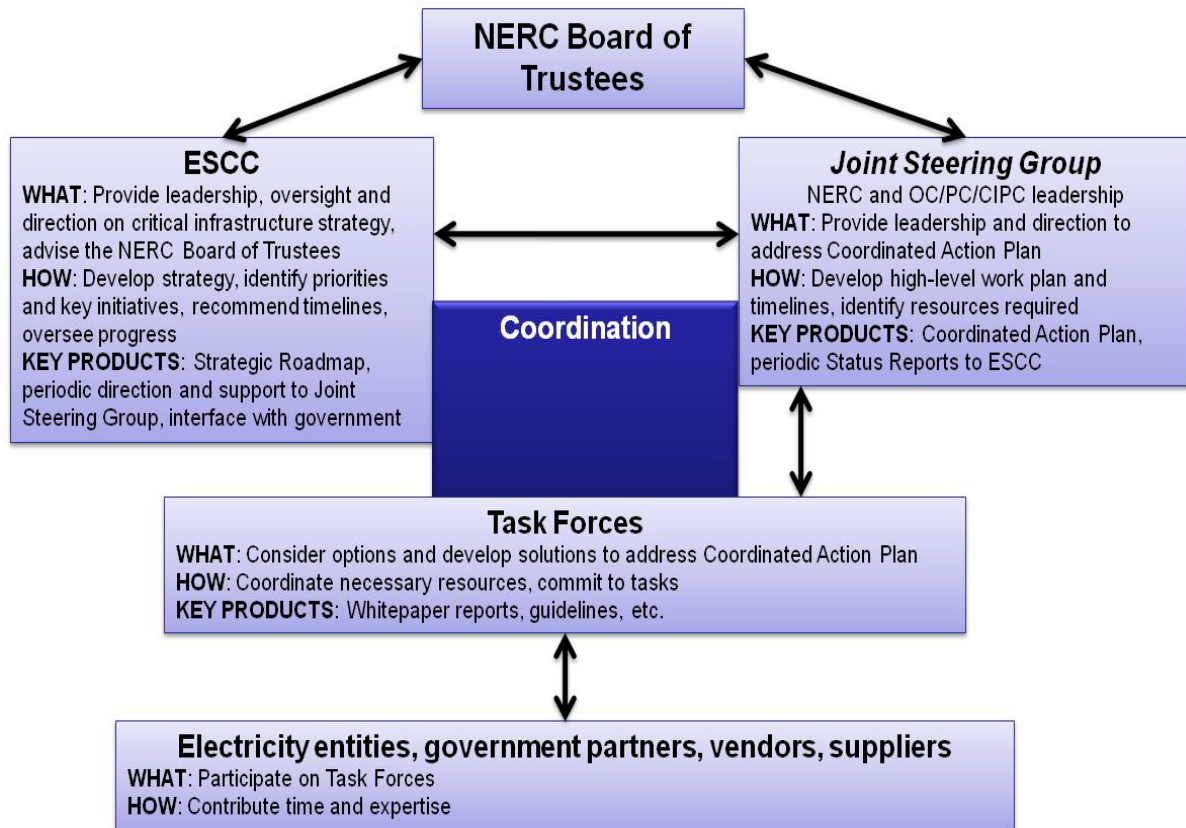 NERC Board of
Trustees
ESCC
WHAT: Provide leadership, oversight and
direction on critical infrastructure strategy,
advise the NERC Board of Trustees
HOW: Develop strategy, identify priorities
and key initiatives, recommend timelines,
oversee progress
KEY PRODUCTS: Strategic Roadmap,
periodic direction and support to Joint
Steering Group, interface with government
Joint Steering Group
NERC and OC/PC/CIPC leadership
WHAT: Provide leadership and direction to
address Coordinated Action Plan
HOW: Develop high-level work plan and
timelines, identify resources required
KEY PRODUCTS: Coordinated Action Plan,
periodic Status Reports to ESCC
Coordination
Task Forces
WHAT: Consider options and develop solutions to address Coordinated Action Plan
HOW: Coordinate necessary resources, commit to tasks
KEY PRODUCTS: Whitepaper reports, guidelines, etc.
Electricity entities, government partners, vendors, suppliers
WHAT: Participate on Task Forces
HOW: Contribute time and expertise